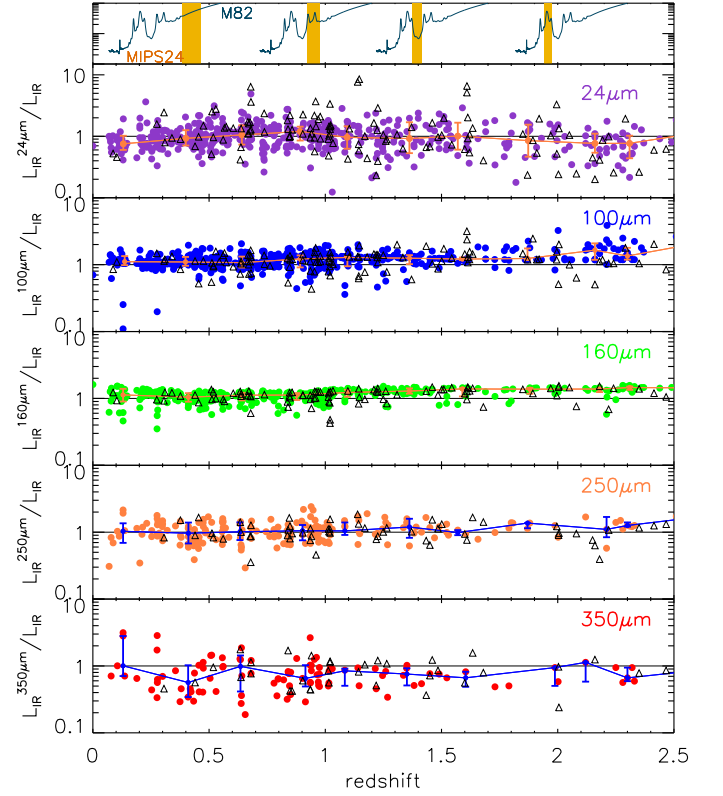 M82
MIPS24
10
1
0.1
L_IR^24μm / L_IR
24μm
10
1
0.1
L_IR^100μm / L_IR
100μm
10
1
0.1
L_IR^160μm / L_IR
160μm
10
1
0.1
L_IR^250μm / L_IR
250μm
10
1
0.1
L_IR^350μm / L_IR
350μm
0 0.5 1 1.5 2 2.5
redshift